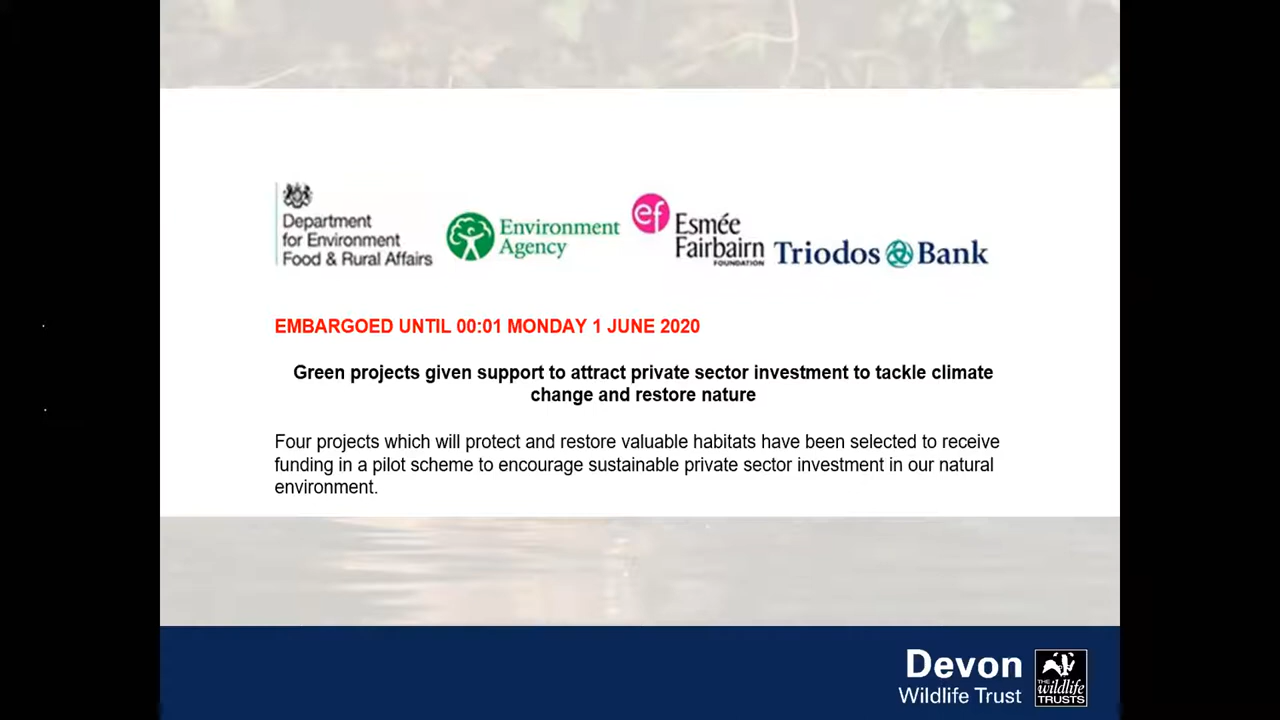 Department
for Environment
Food & Rural Affairs
Environment
Agency
ef
Esmée
Fairbairn
FOUNDATION
Triodos Bank
EMBARGOED UNTIL 00:01 MONDAY 1 JUNE 2020
Green projects given support to attract private sector investment to tackle climate
change and restore nature
Four projects which will protect and restore valuable habitats have been selected to receive
funding in a pilot scheme to encourage sustainable private sector investment in our natural
environment.
Devon
Wildlife Trust
THE
wildlife
TRUSTS